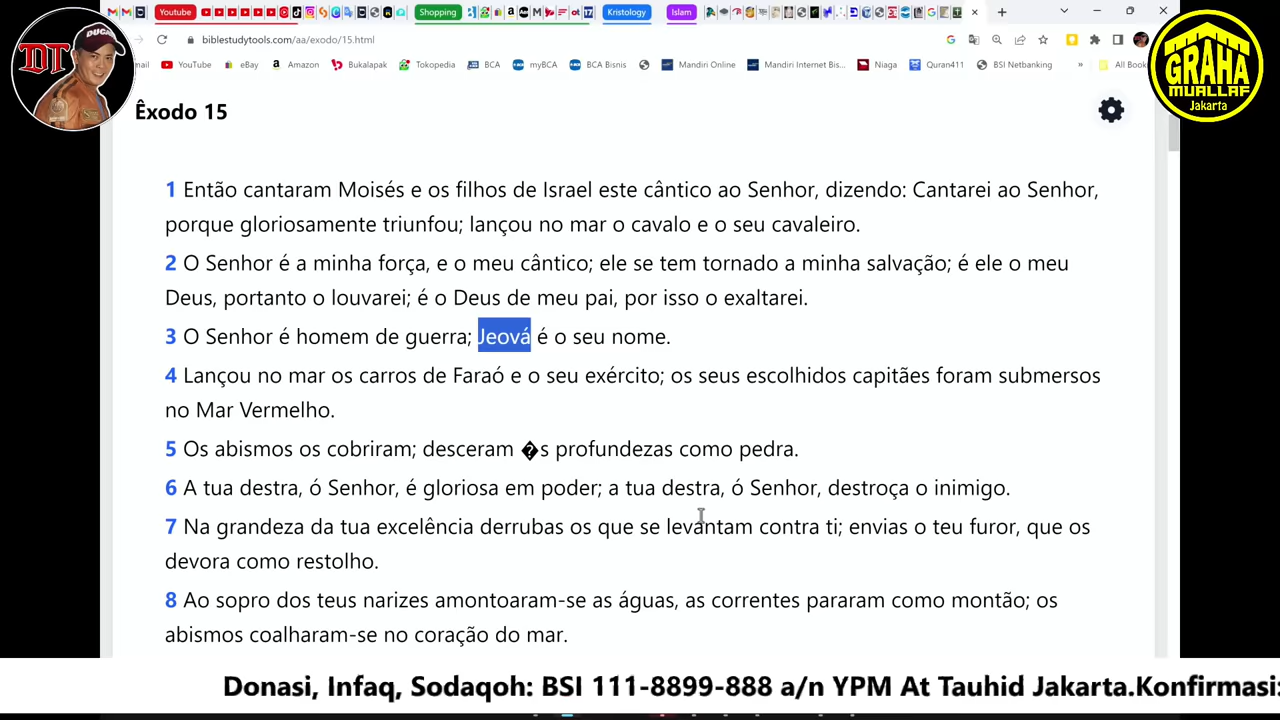 Youtube Shopping Kristology Islam
biblestudytools.com/aa/exodo/15.html
mail YouTube eBay Amazon Bukalapak Tokopedia BCA myBCA BCA Bisnis Mandiri Online Mandiri Internet Bis... Niaga Quran411 BSI Netbanking » All Book
DT
DUCATI
GRAHA
MUALLAF
Jakarta
Êxodo 15
1 Então cantaram Moisés e os filhos de Israel este cântico ao Senhor, dizendo: Cantarei ao Senhor,
porque gloriosamente triunfou; lançou no mar o cavalo e o seu cavaleiro.
2 O Senhor é a minha força, e o meu cântico; ele se tem tornado a minha salvação; é ele o meu
Deus, portanto o louvarei; é o Deus de meu pai, por isso o exaltarei.
3 O Senhor é homem de guerra; Jeová é o seu nome.
4 Lançou no mar os carros de Faraó e o seu exército; os seus escolhidos capitães foram submersos
no Mar Vermelho.
5 Os abismos os cobriram; desceram �s profundezas como pedra.
6 A tua destra, ó Senhor, é gloriosa em poder; a tua destra, ó Senhor, destroça o inimigo.
7 Na grandeza da tua excelência derrubas os que se levantam contra ti; envias o teu furor, que os
devora como restolho.
8 Ao sopro dos teus narizes amontoaram-se as águas, as correntes pararam como montão; os
abismos coalharam-se no coração do mar.
Donasi, Infaq, Sodaqoh: BSI 111-8899-888 a/n YPM At Tauhid Jakarta.Konfirmasi: